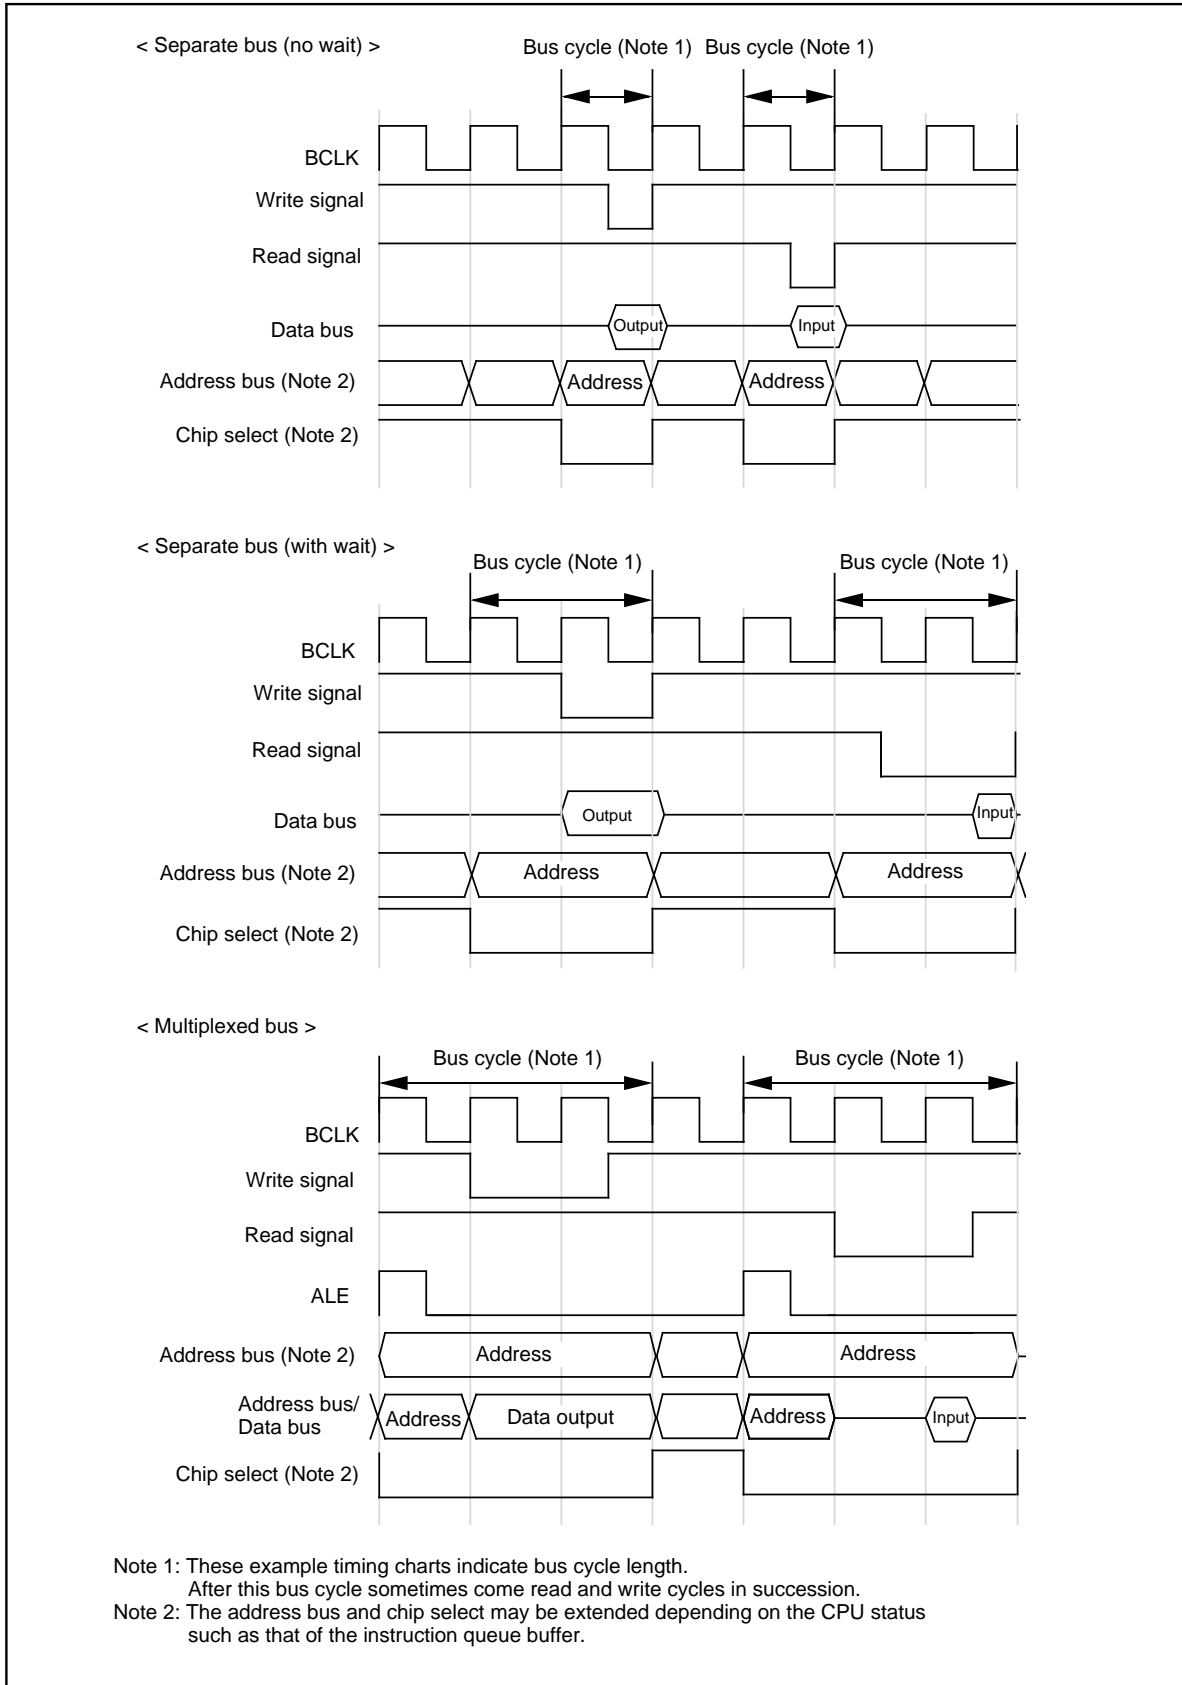 < Separate bus (no wait) >
Bus cycle (Note 1) Bus cycle (Note 1)
BCLK
Write signal
Read signal
Data bus
Output
Input
Address bus (Note 2)
Address
Address
Chip select (Note 2)
< Separate bus (with wait) >
Bus cycle (Note 1)
Bus cycle (Note 1)
BCLK
Write signal
Read signal
Data bus
Output
Input
Address bus (Note 2)
Address
Address
Chip select (Note 2)
< Multiplexed bus >
Bus cycle (Note 1)
Bus cycle (Note 1)
BCLK
Write signal
Read signal
ALE
Address bus (Note 2)
Address
Address
Address bus/
Data bus
Address
Data output
Address
Input
Chip select (Note 2)
Note 1: These example timing charts indicate bus cycle length.
After this bus cycle sometimes come read and write cycles in succession.
Note 2: The address bus and chip select may be extended depending on the CPU status
such as that of the instruction queue buffer.